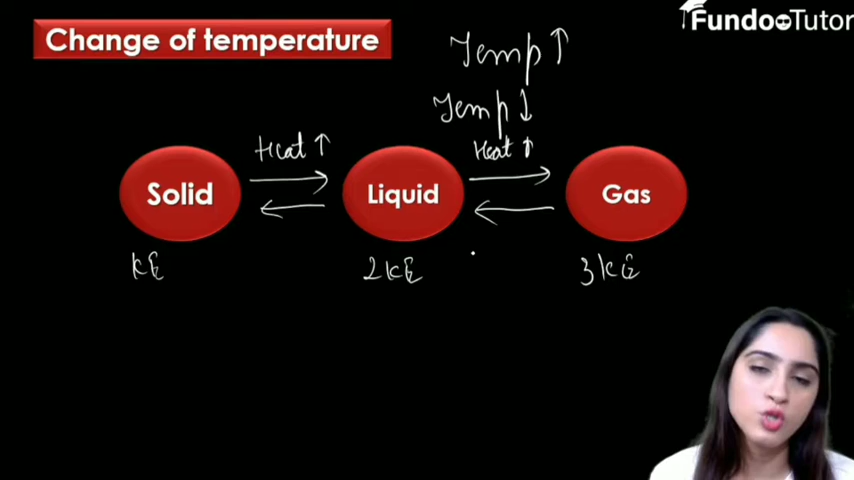 FundooTutor
Change of temperature
Temp ↑
Temp ↓
Heat ↑
Heat ↑
Solid
Liquid
Gas
KE
2KE
3KE